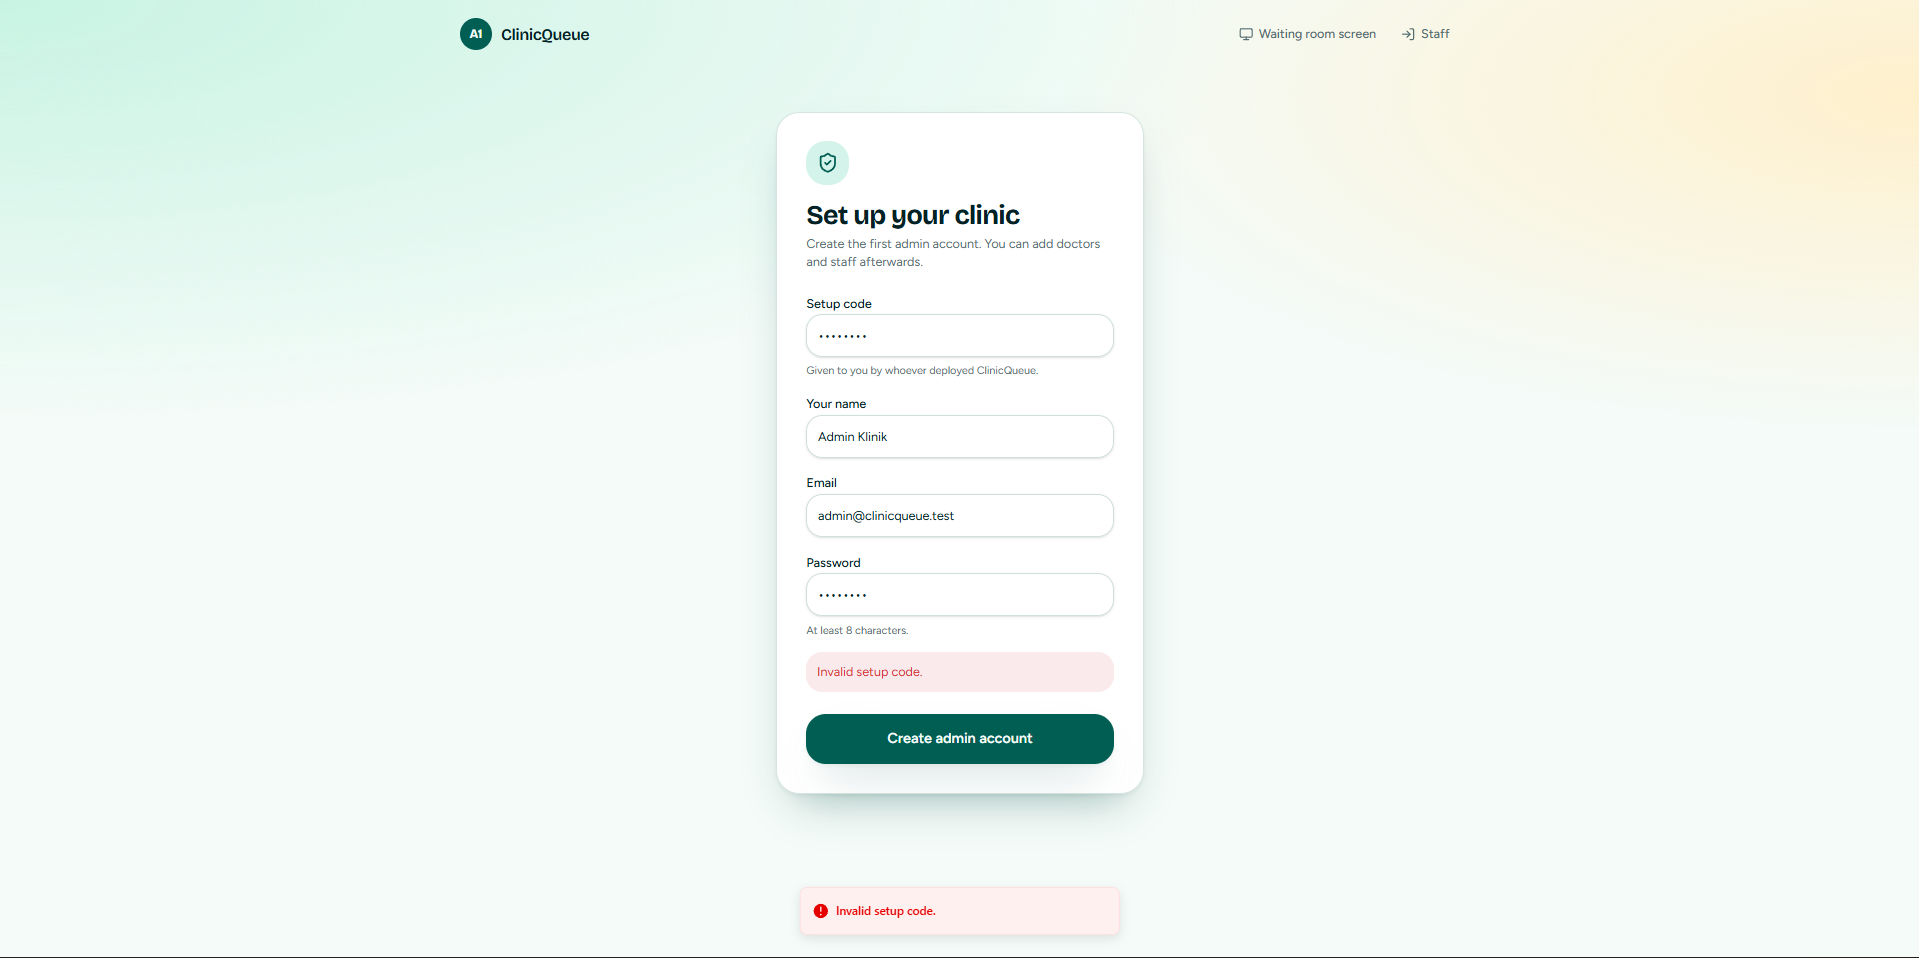 A1 ClinicQueue
Waiting room screen
Staff
Set up your clinic
Create the first admin account. You can add doctors
and staff afterwards.
Setup code
••••••••
Given to you by whoever deployed ClinicQueue.
Your name
Admin Klinik
Email
admin@clinicqueue.test
Password
••••••••
At least 8 characters.
Invalid setup code.
Create admin account
Invalid setup code.